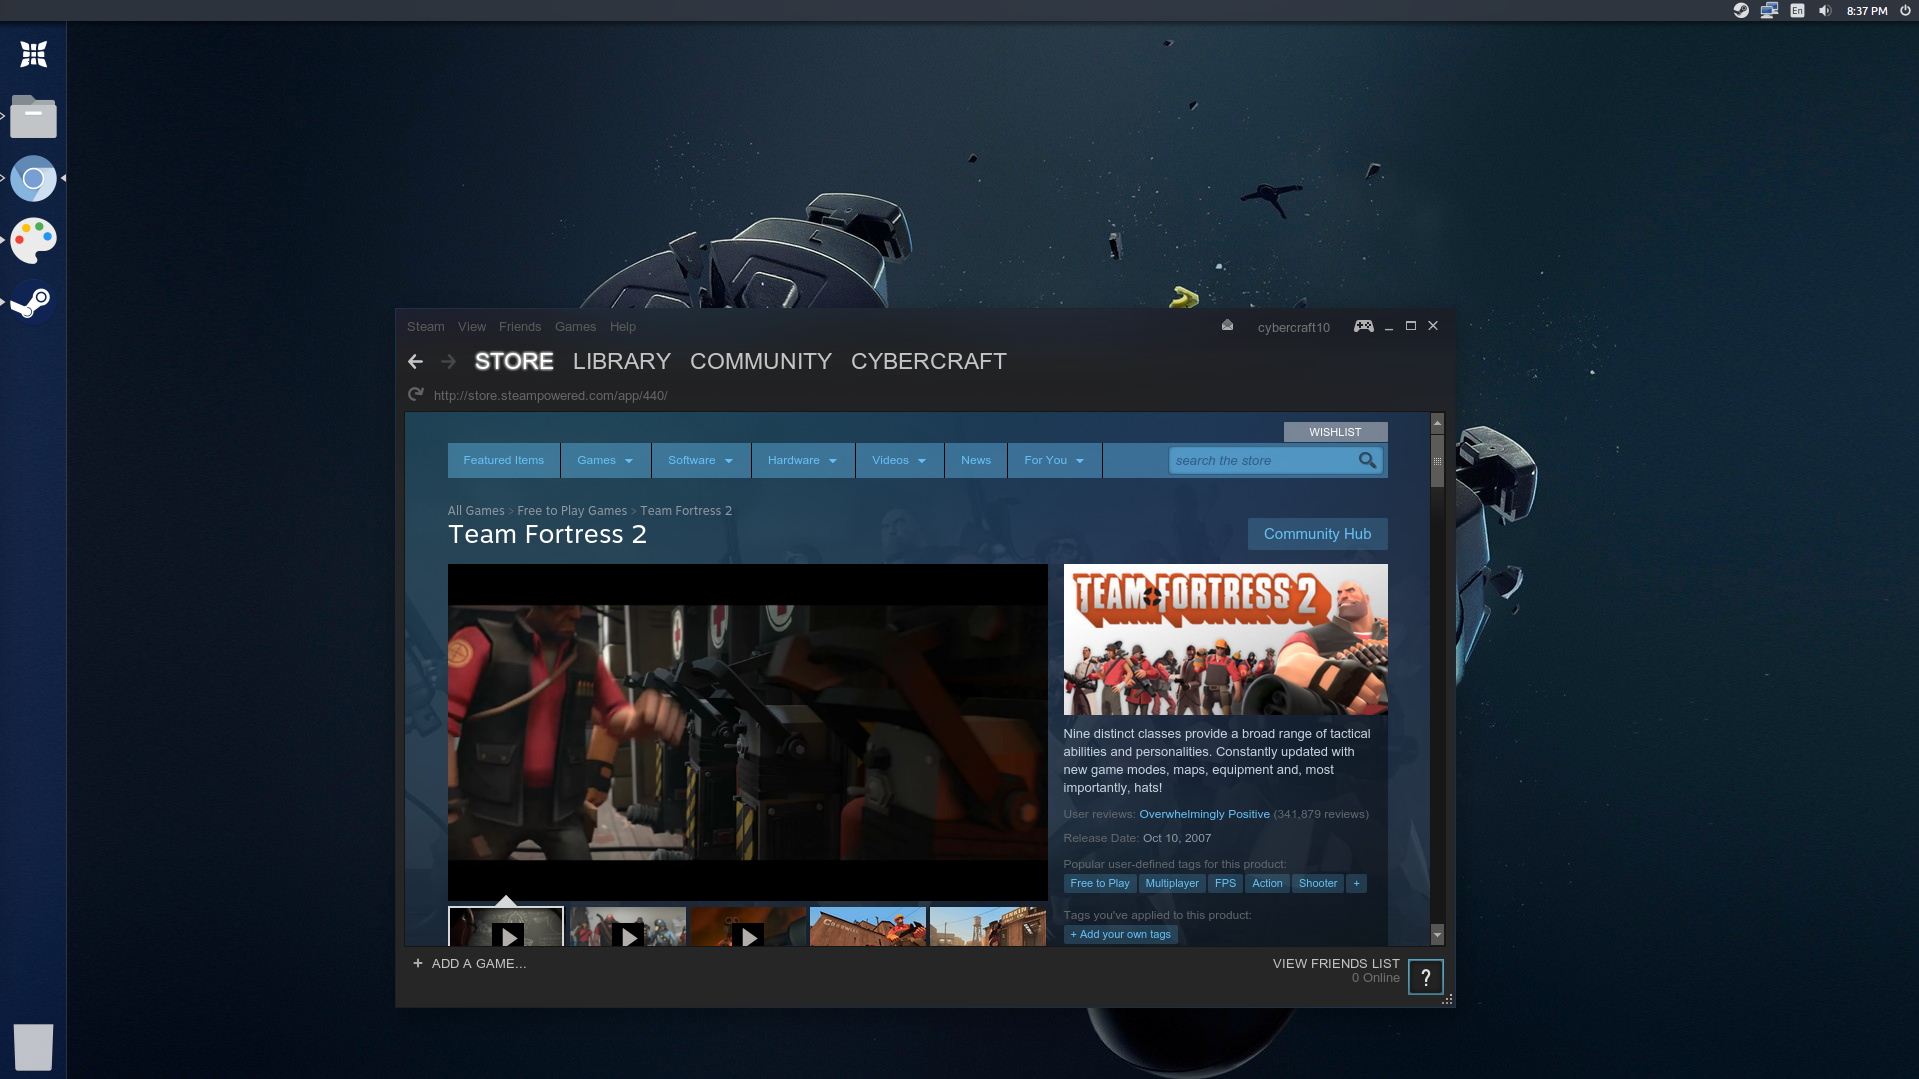 En 8:37 PM
Steam View Friends Games Help
cybercraft10
STORE LIBRARY COMMUNITY CYBERCRAFT
http://store.steampowered.com/app/440/
WISHLIST
Featured Items Games Software Hardware Videos News For You search the store
All Games > Free to Play Games > Team Fortress 2
Team Fortress 2
Community Hub
TEAM FORTRESS 2
Nine distinct classes provide a broad range of tactical
abilities and personalities. Constantly updated with
new game modes, maps, equipment and, most
importantly, hats!
User reviews: Overwhelmingly Positive (341,879 reviews)
Release Date: Oct 10, 2007
Popular user-defined tags for this product:
Free to Play Multiplayer FPS Action Shooter +
Tags you've applied to this product:
+ Add your own tags
+ ADD A GAME...
VIEW FRIENDS LIST
0 Online
?